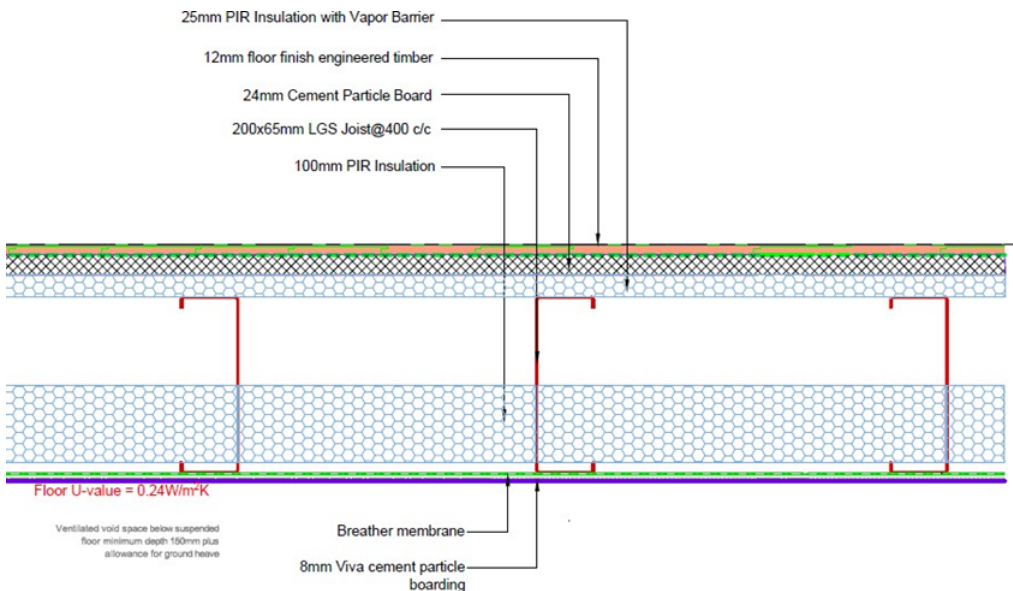 25mm PIR Insulation with Vapor Barrier
12mm floor finish engineered timber
24mm Cement Particle Board
200x65mm LGS Joist@400 c/c
100mm PIR Insulation
Floor U-value = 0.24W/m²K
Ventilated void space below suspended
floor minimum depth 150mm plus
allowance for ground heave
Breather membrane
8mm Viva cement particle
boarding